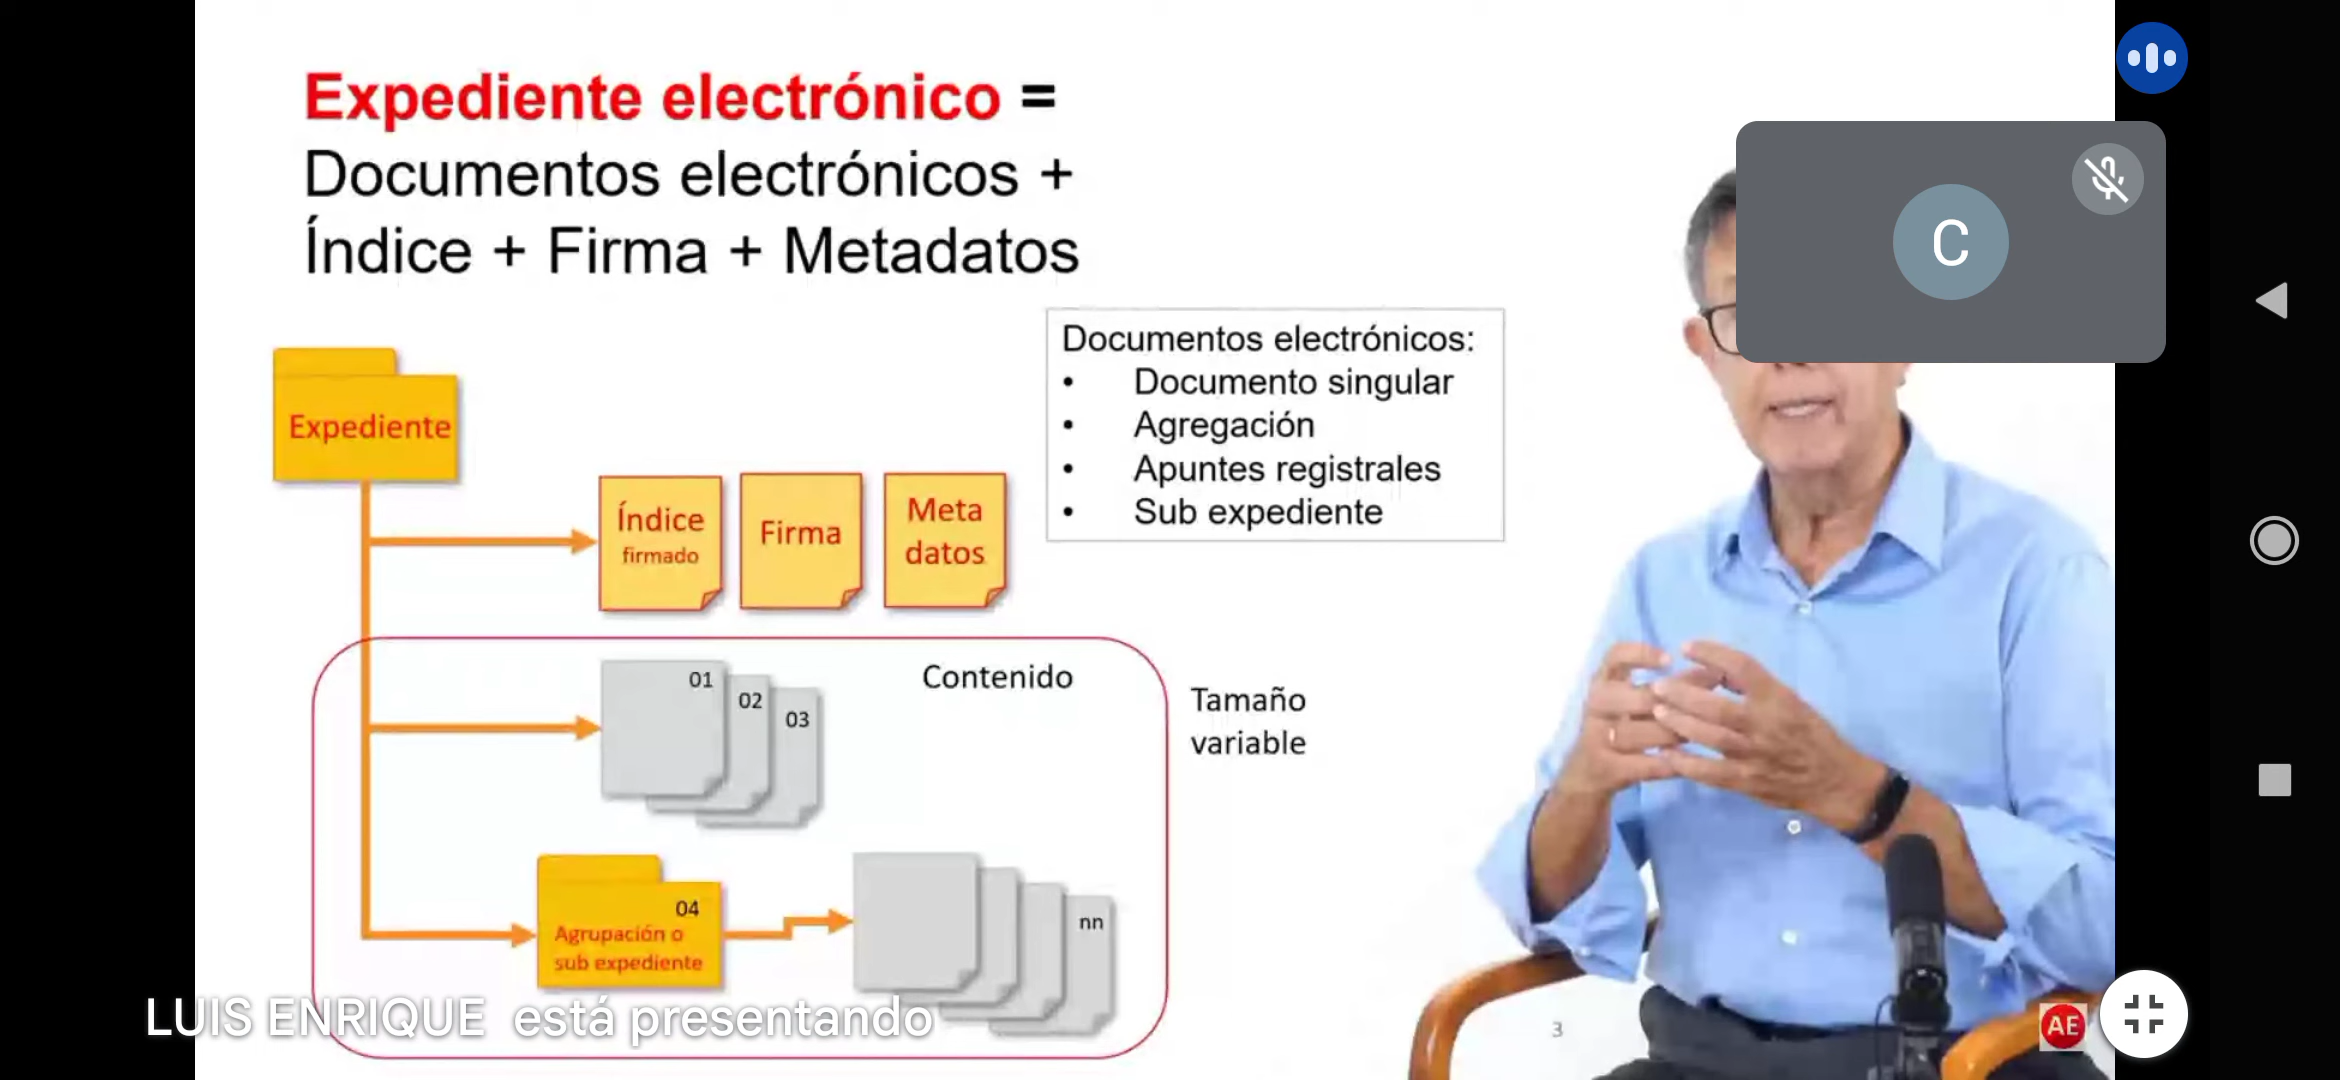 Expediente electrónico =
Documentos electrónicos +
Índice + Firma + Metadatos
C
Documentos electrónicos:
• Documento singular
• Agregación
• Apuntes registrales
• Sub expediente
Expediente
Índice
firmado
Firma
Meta
datos
Contenido
01
02
03
Tamaño
variable
04
Agrupación o
sub expediente
nn
LUIS ENRIQUE está presentando
3
AE